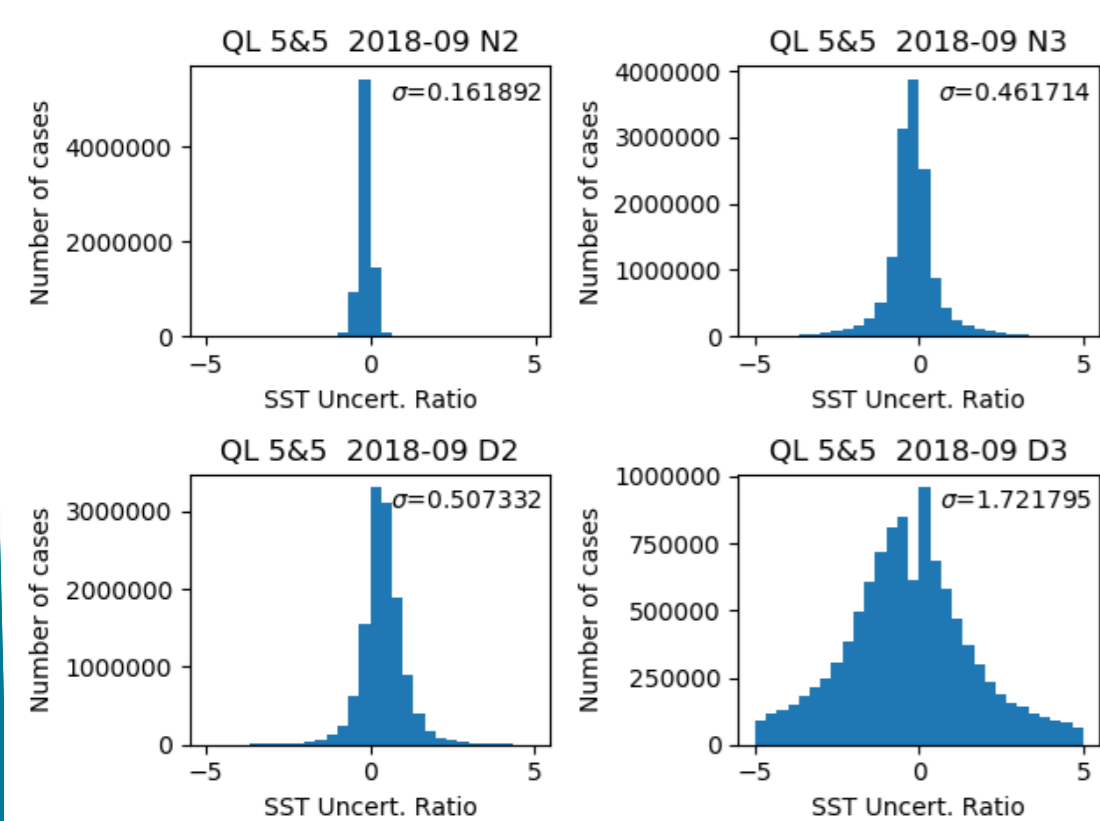 QL 5&5 2018-09 N2
σ=0.161892
Number of cases
4000000
2000000
0
−5 0 5
SST Uncert. Ratio
QL 5&5 2018-09 N3
σ=0.461714
Number of cases
4000000
3000000
2000000
1000000
0
−5 0 5
SST Uncert. Ratio
QL 5&5 2018-09 D2
σ=0.507332
Number of cases
3000000
2000000
1000000
0
−5 0 5
SST Uncert. Ratio
QL 5&5 2018-09 D3
σ=1.721795
Number of cases
1000000
750000
500000
250000
0
−5 0 5
SST Uncert. Ratio